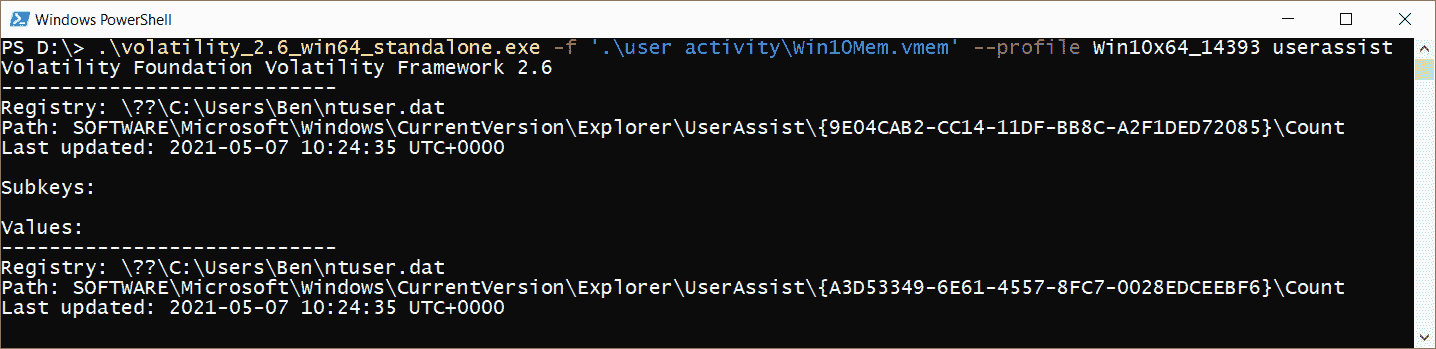 Windows PowerShell
PS D:\> .\volatility_2.6_win64_standalone.exe -f '.\user activity\Win10Mem.vmem' --profile Win10x64_14393 userassist
Volatility Foundation Volatility Framework 2.6
----------------------------
Registry: \??\C:\Users\Ben\ntuser.dat
Path: SOFTWARE\Microsoft\Windows\CurrentVersion\Explorer\UserAssist\{9E04CAB2-CC14-11DF-BB8C-A2F1DED72085}\Count
Last updated: 2021-05-07 10:24:35 UTC+0000
Subkeys:
Values:
----------------------------
Registry: \??\C:\Users\Ben\ntuser.dat
Path: SOFTWARE\Microsoft\Windows\CurrentVersion\Explorer\UserAssist\{A3D53349-6E61-4557-8FC7-0028EDCEEBF6}\Count
Last updated: 2021-05-07 10:24:35 UTC+0000